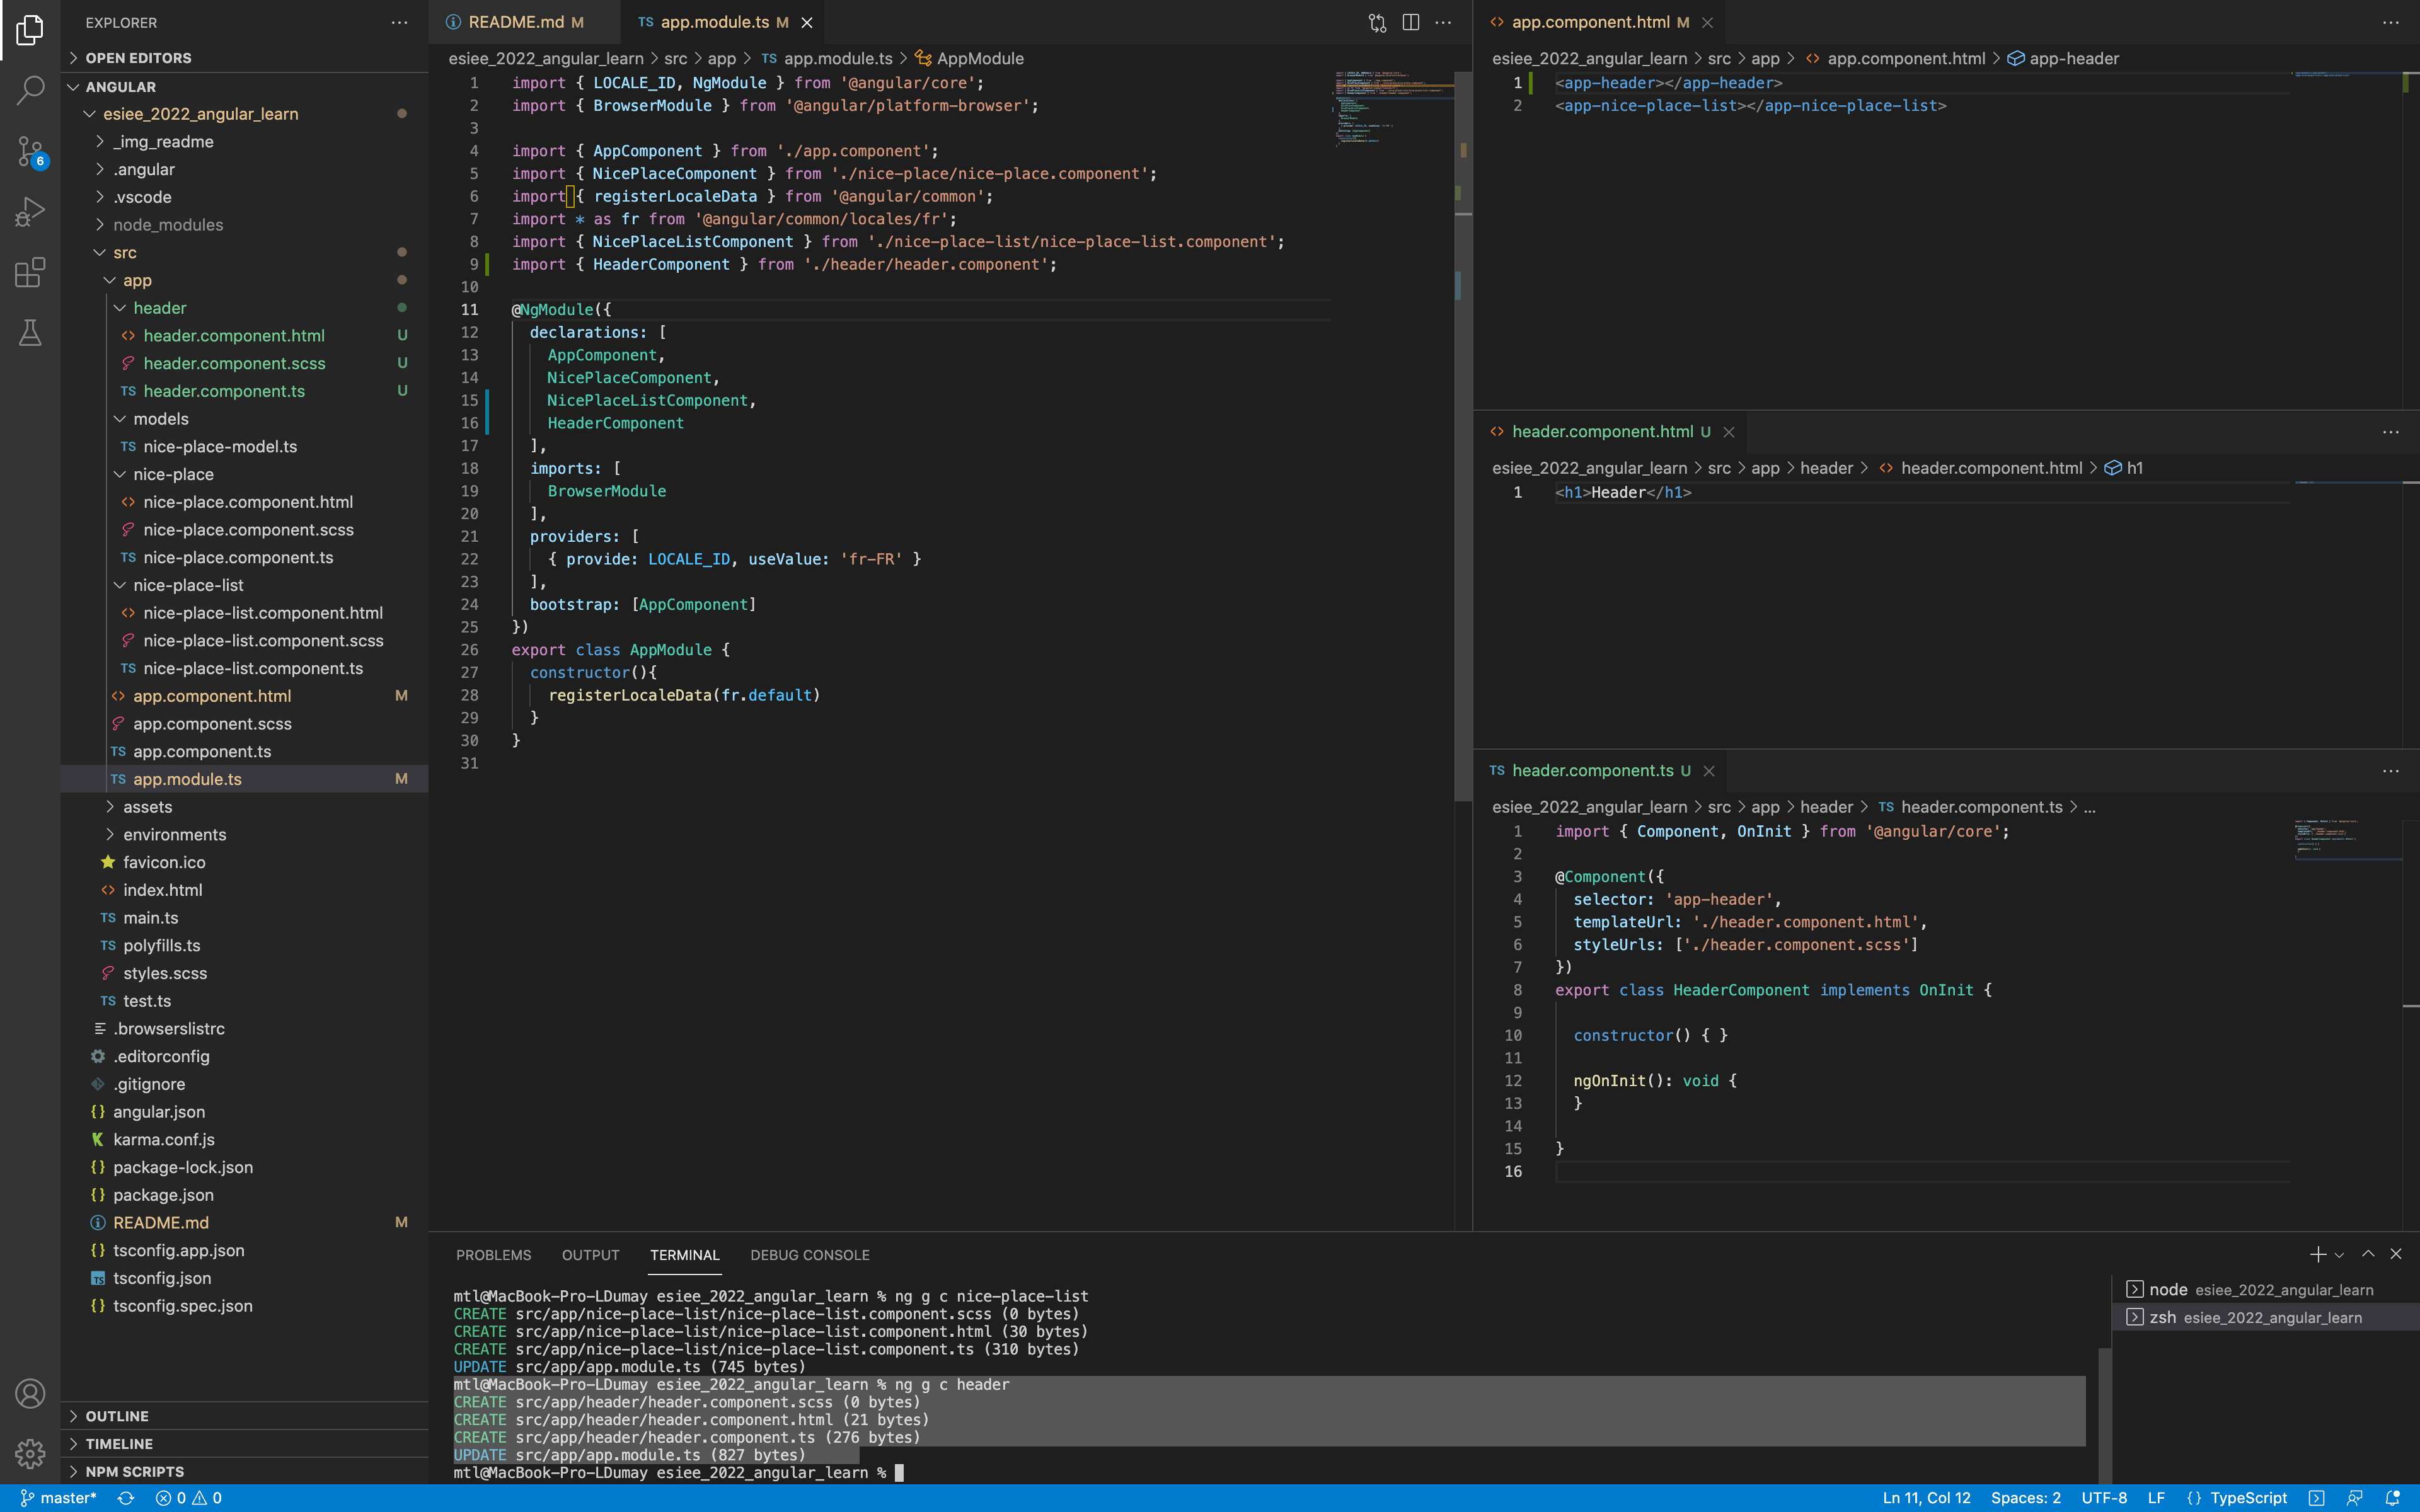 EXPLORER
OPEN EDITORS
ANGULAR
esiee_2022_angular_learn
_img_readme
.angular
.vscode
node_modules
src
app
header
header.component.html U
header.component.scss U
header.component.ts U
models
TS nice-place-model.ts
nice-place
nice-place.component.html
nice-place.component.scss
TS nice-place.component.ts
nice-place-list
nice-place-list.component.html
nice-place-list.component.scss
TS nice-place-list.component.ts
app.component.html M
app.component.scss
TS app.component.ts
TS app.module.ts M
assets
environments
favicon.ico
index.html
TS main.ts
TS polyfills.ts
styles.scss
TS test.ts
.browserslistrc
.editorconfig
.gitignore
{} angular.json
karma.conf.js
{} package-lock.json
{} package.json
README.md M
{} tsconfig.app.json
tsconfig.json
{} tsconfig.spec.json
OUTLINE
TIMELINE
NPM SCRIPTS
6
README.md M
TS app.module.ts M
esiee_2022_angular_learn > src > app > TS app.module.ts > AppModule
1 import { LOCALE_ID, NgModule } from '@angular/core';
2 import { BrowserModule } from '@angular/platform-browser';
3
4 import { AppComponent } from './app.component';
5 import { NicePlaceComponent } from './nice-place/nice-place.component';
6 import { registerLocaleData } from '@angular/common';
7 import * as fr from '@angular/common/locales/fr';
8 import { NicePlaceListComponent } from './nice-place-list/nice-place-list.component';
9 import { HeaderComponent } from './header/header.component';
10
11 @NgModule({
12 declarations: [
13 AppComponent,
14 NicePlaceComponent,
15 NicePlaceListComponent,
16 HeaderComponent
17 ],
18 imports: [
19 BrowserModule
20 ],
21 providers: [
22 { provide: LOCALE_ID, useValue: 'fr-FR' }
23 ],
24 bootstrap: [AppComponent]
25 })
26 export class AppModule {
27 constructor(){
28 registerLocaleData(fr.default)
29 }
30 }
31
app.component.html M
esiee_2022_angular_learn > src > app > app.component.html > app-header
1 <app-header></app-header>
2 <app-nice-place-list></app-nice-place-list>
header.component.html U
esiee_2022_angular_learn > src > app > header > header.component.html > h1
1 <h1>Header</h1>
TS header.component.ts U
esiee_2022_angular_learn > src > app > header > TS header.component.ts > ...
1 import { Component, OnInit } from '@angular/core';
2
3 @Component({
4 selector: 'app-header',
5 templateUrl: './header.component.html',
6 styleUrls: ['./header.component.scss']
7 })
8 export class HeaderComponent implements OnInit {
9
10 constructor() { }
11
12 ngOnInit(): void {
13 }
14
15 }
16
PROBLEMS OUTPUT TERMINAL DEBUG CONSOLE
mtl@MacBook-Pro-LDumay esiee_2022_angular_learn % ng g c nice-place-list
CREATE src/app/nice-place-list/nice-place-list.component.scss (0 bytes)
CREATE src/app/nice-place-list/nice-place-list.component.html (30 bytes)
CREATE src/app/nice-place-list/nice-place-list.component.ts (310 bytes)
UPDATE src/app/app.module.ts (745 bytes)
mtl@MacBook-Pro-LDumay esiee_2022_angular_learn % ng g c header
CREATE src/app/header/header.component.scss (0 bytes)
CREATE src/app/header/header.component.html (21 bytes)
CREATE src/app/header/header.component.ts (276 bytes)
UPDATE src/app/app.module.ts (827 bytes)
mtl@MacBook-Pro-LDumay esiee_2022_angular_learn %
node esiee_2022_angular_learn
zsh esiee_2022_angular_learn
master* 0 0
Ln 11, Col 12 Spaces: 2 UTF-8 LF {} TypeScript